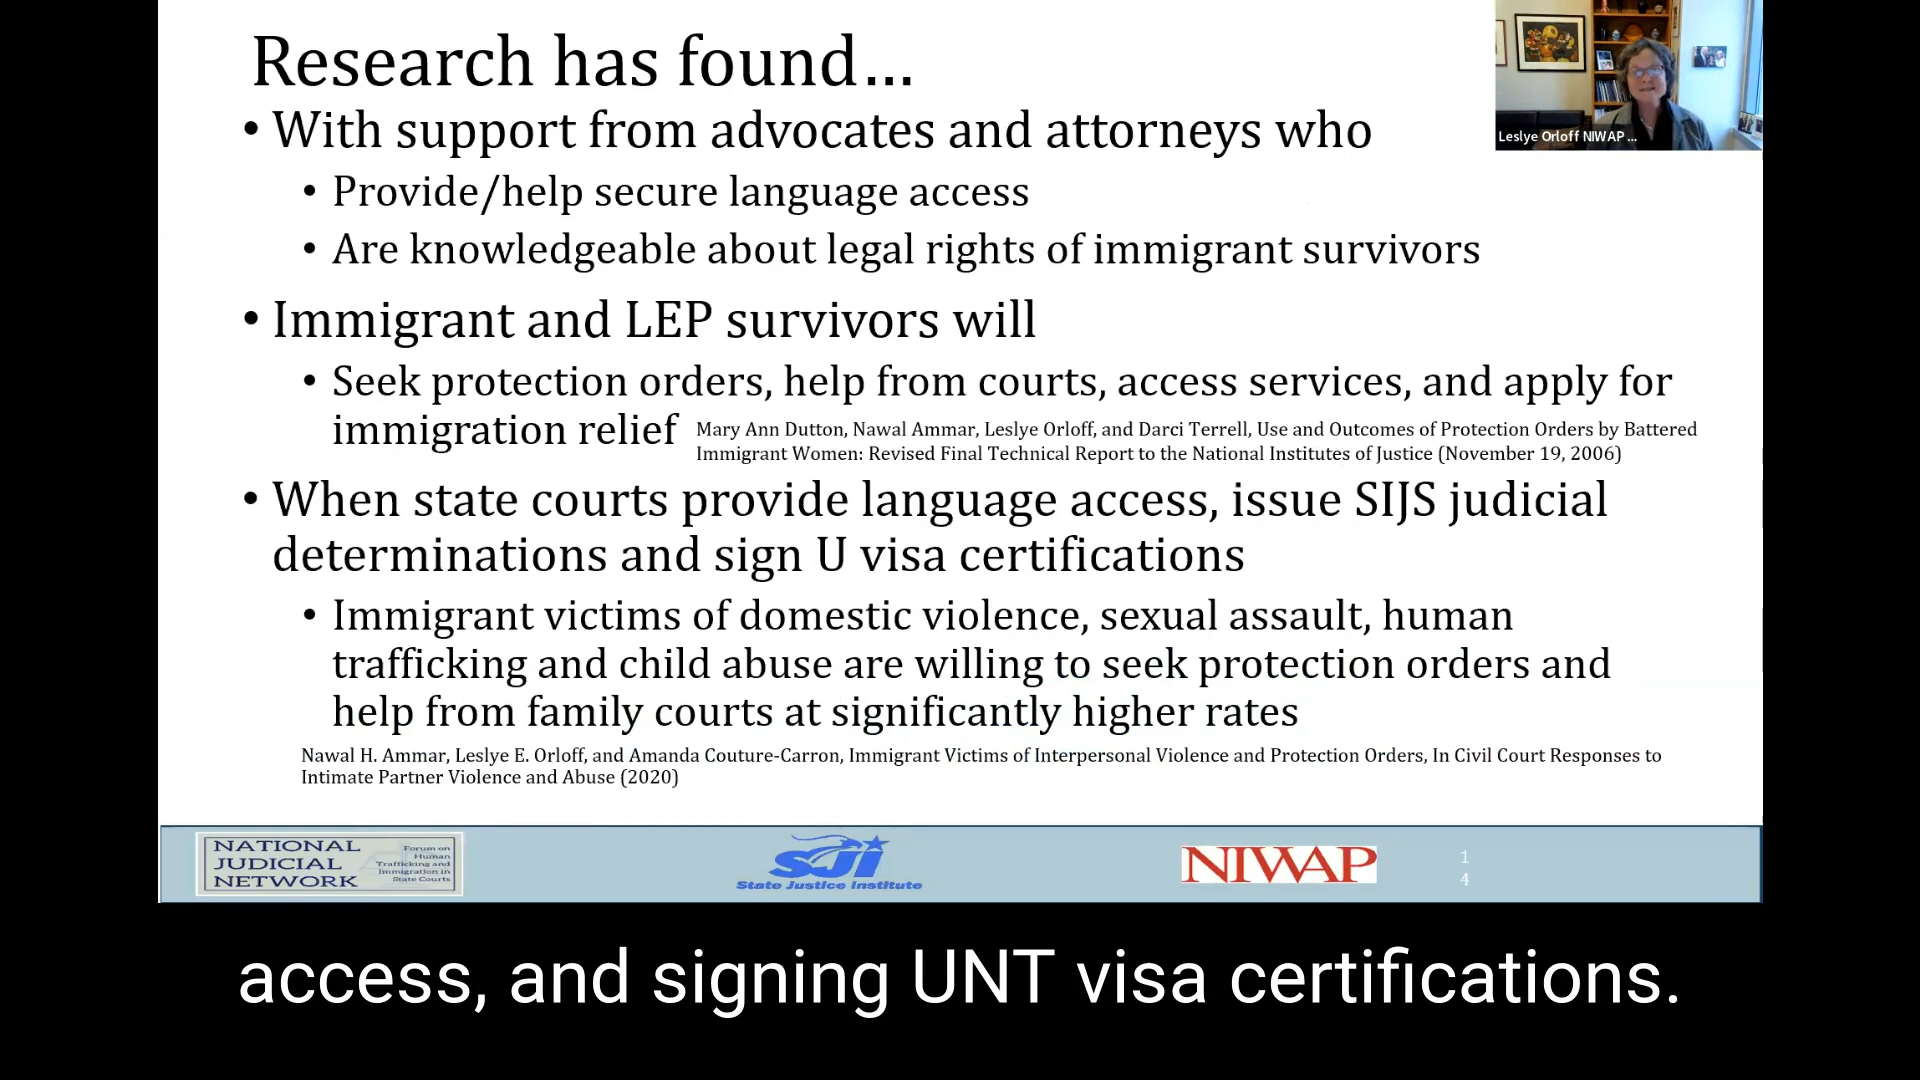 Research has found…
• With support from advocates and attorneys who
• Provide/help secure language access
• Are knowledgeable about legal rights of immigrant survivors
• Immigrant and LEP survivors will
• Seek protection orders, help from courts, access services, and apply for
immigration relief
Mary Ann Dutton, Nawal Ammar, Leslye Orloff, and Darci Terrell, Use and Outcomes of Protection Orders by Battered
Immigrant Women: Revised Final Technical Report to the National Institutes of Justice (November 19, 2006)
• When state courts provide language access, issue SIJS judicial
determinations and sign U visa certifications
• Immigrant victims of domestic violence, sexual assault, human
trafficking and child abuse are willing to seek protection orders and
help from family courts at significantly higher rates
Nawal H. Ammar, Leslye E. Orloff, and Amanda Couture-Carron, Immigrant Victims of Interpersonal Violence and Protection Orders, In Civil Court Responses to
Intimate Partner Violence and Abuse (2020)
Leslye Orloff NIWAP ...
NATIONAL
JUDICIAL
NETWORK
Forum on
Human
Trafficking and
Immigration in
State Courts
SJI
State Justice Institute
NIWAP
1
4
access, and signing UNT visa certifications.